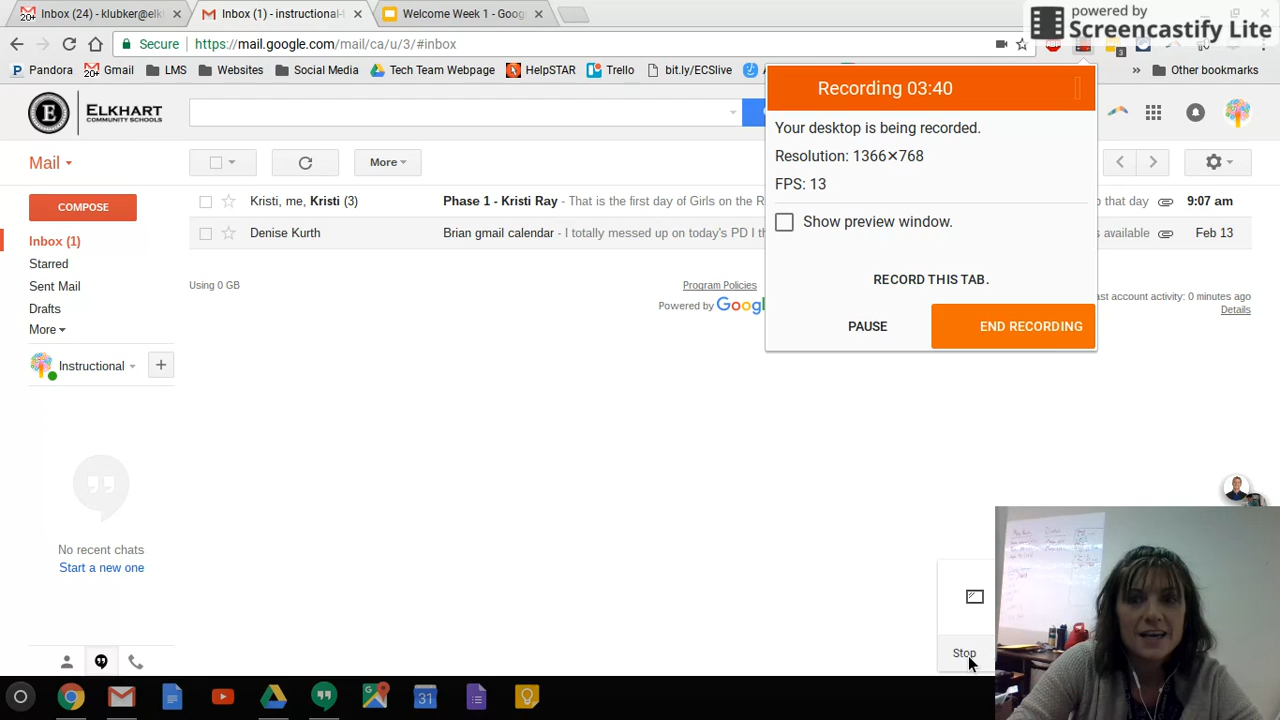 Inbox (24) - klubker@elk
Inbox (1) - instructional-t
Welcome Week 1 - Goog
powered by
Screencastify Lite
Secure
https://mail.google.com/mail/ca/u/3/#inbox
20+
Pandora
Gmail
LMS
Websites
Social Media
Tech Team Webpage
HelpSTAR
Trello
bit.ly/ECSlive
»
Other bookmarks
Recording 03:40
ELKHART
COMMUNITY SCHOOLS
Your desktop is being recorded.
Resolution: 1366×768
FPS: 13
Show preview window.
RECORD THIS TAB.
PAUSE
END RECORDING
Mail
More
COMPOSE
Kristi, me, Kristi (3)
Phase 1 - Kristi Ray - That is the first day of Girls on the R
that day
9:07 am
Denise Kurth
Brian gmail calendar - I totally messed up on today's PD I th
s available
Feb 13
Inbox (1)
Starred
Sent Mail
Drafts
More
Using 0 GB
Program Policies
Powered by Googl
ast account activity: 0 minutes ago
Details
Instructional
No recent chats
Start a new one
Stop
31